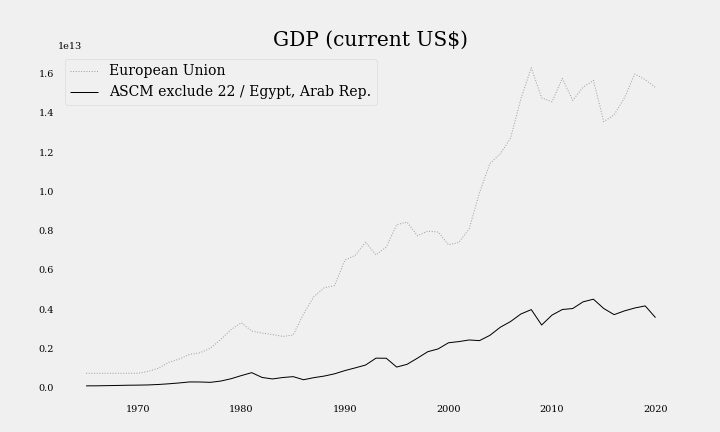 GDP (current US$)
1e13
European Union
ASCM exclude 22 / Egypt, Arab Rep.
1.6
1.4
1.2
1.0
0.8
0.6
0.4
0.2
0.0
1970 1980 1990 2000 2010 2020